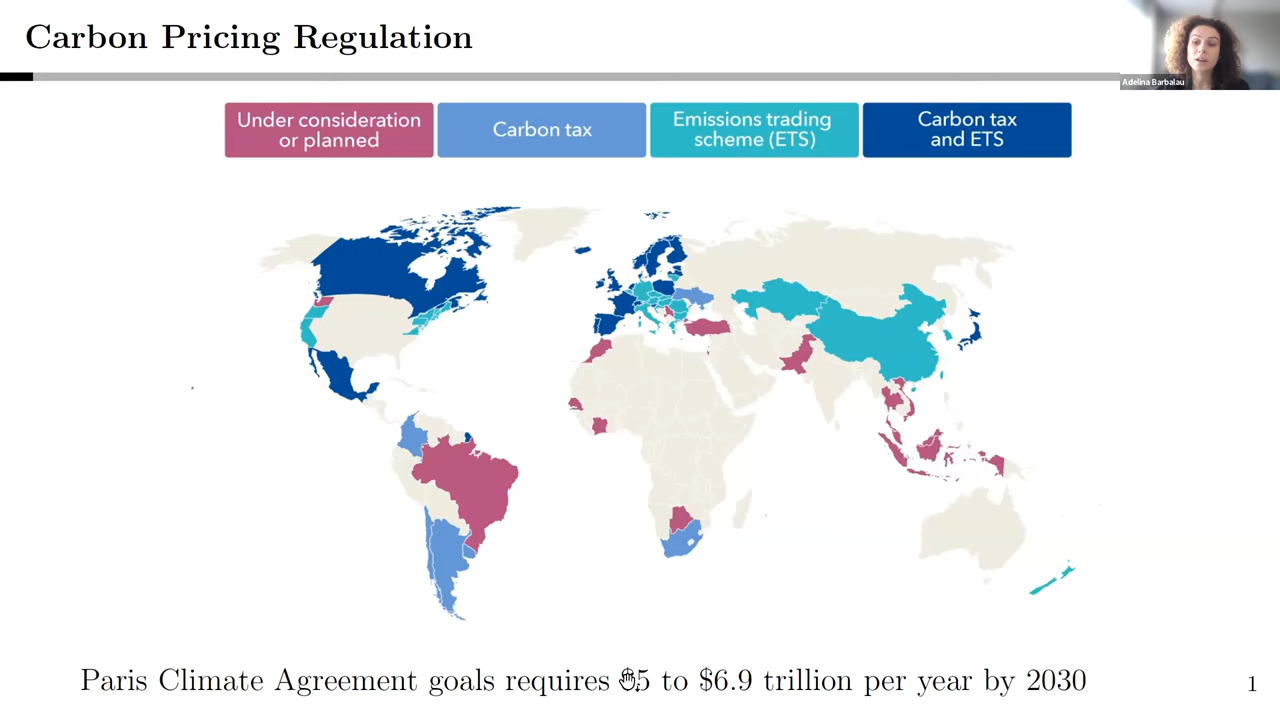 Carbon Pricing Regulation
Adelina Barbalau
Under consideration
or planned
Carbon tax
Emissions trading
scheme (ETS)
Carbon tax
and ETS
Paris Climate Agreement goals requires $5 to $6.9 trillion per year by 2030
1